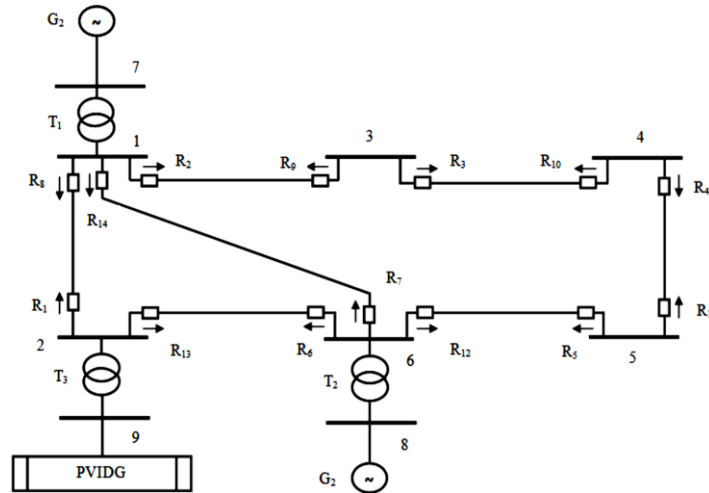 G₂
~
7
T₁
1
3
4
R₂
R₉
R₃
R₁₀
R₈
R₁₄
R₄
R₁
R₇
2
R₁₃
R₆
6
R₁₂
R₅
5
T₃
T₂
9
8
PVIDG
G₂
~